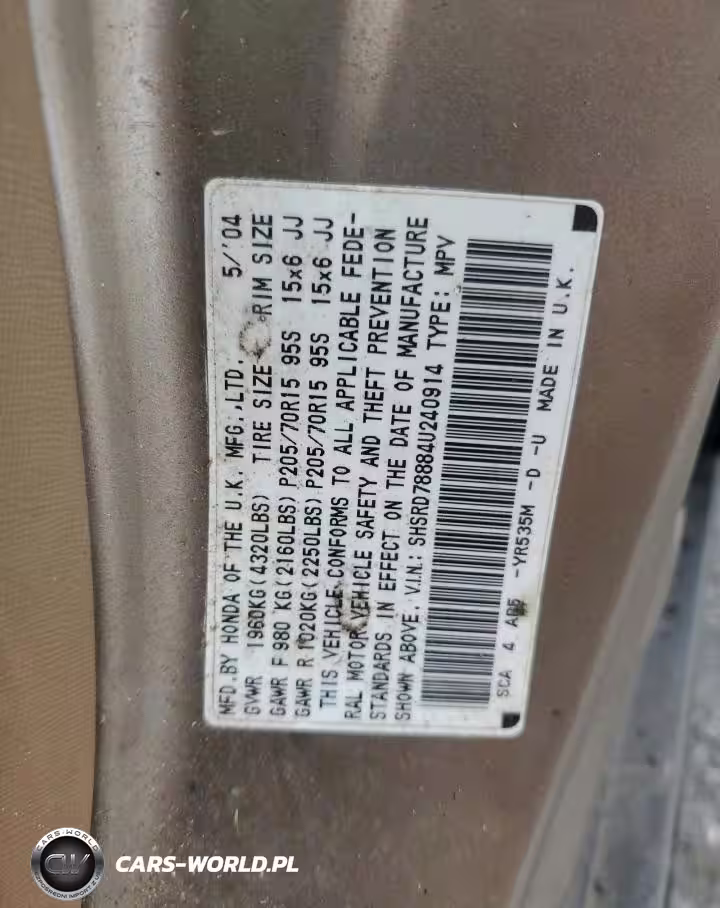 MFD. BY HONDA OF THE U.K. MFG., LTD. 5/'04
GVWR 1960KG(4320LBS) TIRE SIZE RIM SIZE
GAWR F 980 KG(2160LBS) P205/70R15 95S 15x6 JJ
GAWR R 1020KG(2250LBS) P205/70R15 95S 15x6 JJ
THIS VEHICLE CONFORMS TO ALL APPLICABLE FEDE-
RAL MOTOR VEHICLE SAFETY AND THEFT PREVENTION
STANDARDS IN EFFECT ON THE DATE OF MANUFACTURE
SHOWN ABOVE. V.I.N.: SHSRD78884U240914 TYPE: MPV
SCA 4 -YR535M -D -U MADE IN U.K.
CARS-WORLD
CW
CARS-WORLD.PL